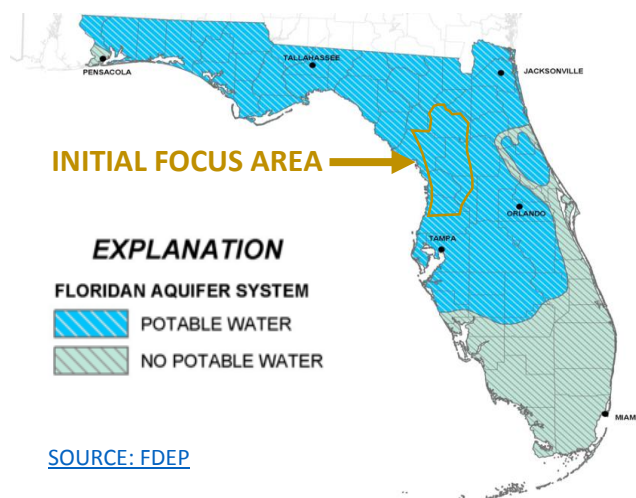 TALLAHASSEE
PENSACOLA
JACKSONVILLE
INITIAL FOCUS AREA
ORLANDO
TAMPA
EXPLANATION
FLORIDAN AQUIFER SYSTEM
POTABLE WATER
NO POTABLE WATER
MIAM
SOURCE: FDEP